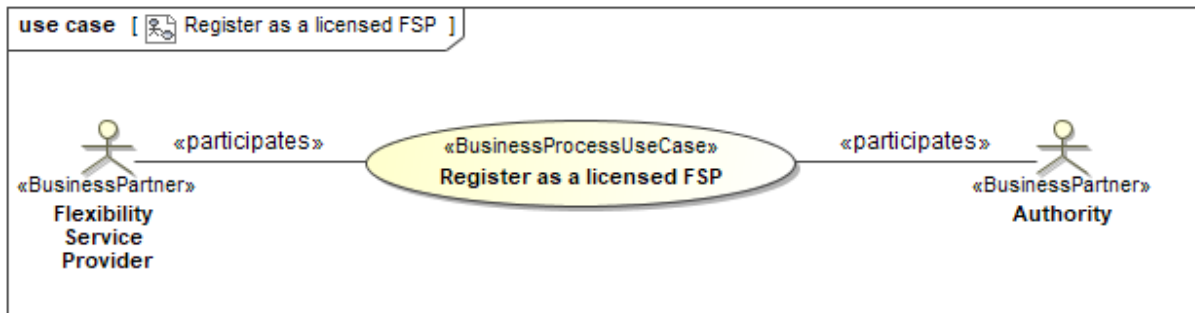 use case [ Register as a licensed FSP ]
«participates»
«BusinessProcessUseCase»
Register as a licensed FSP
«participates»
«BusinessPartner»
Flexibility
Service
Provider
«BusinessPartner»
Authority